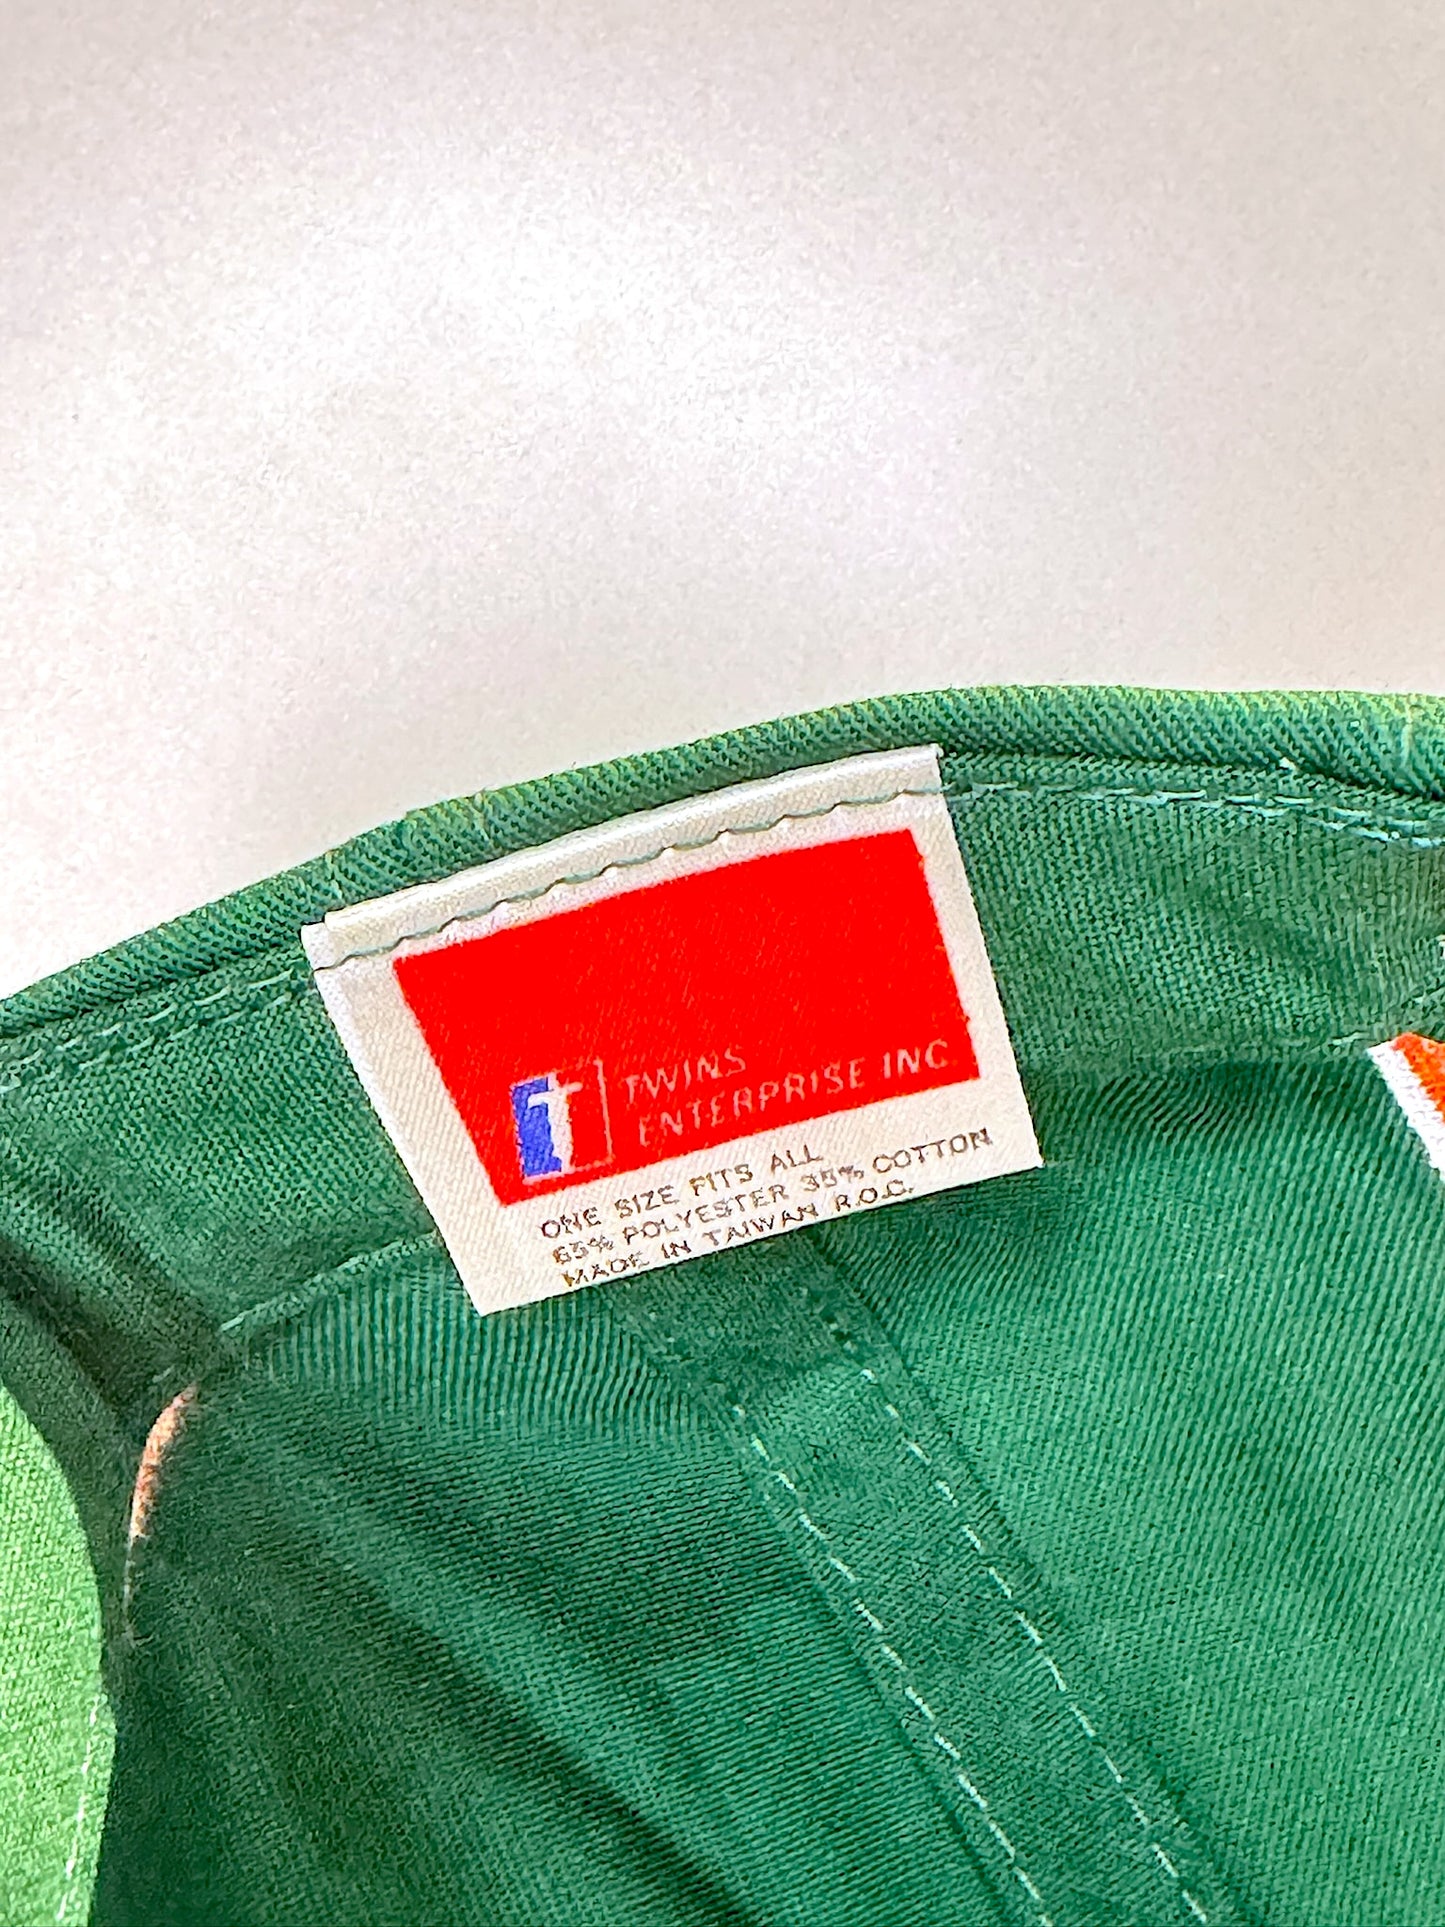 T
TWINS
ENTERPRISE INC.
ONE SIZE FITS ALL
65% POLYESTER 35% COTTON
MADE IN TAIWAN R.O.C.